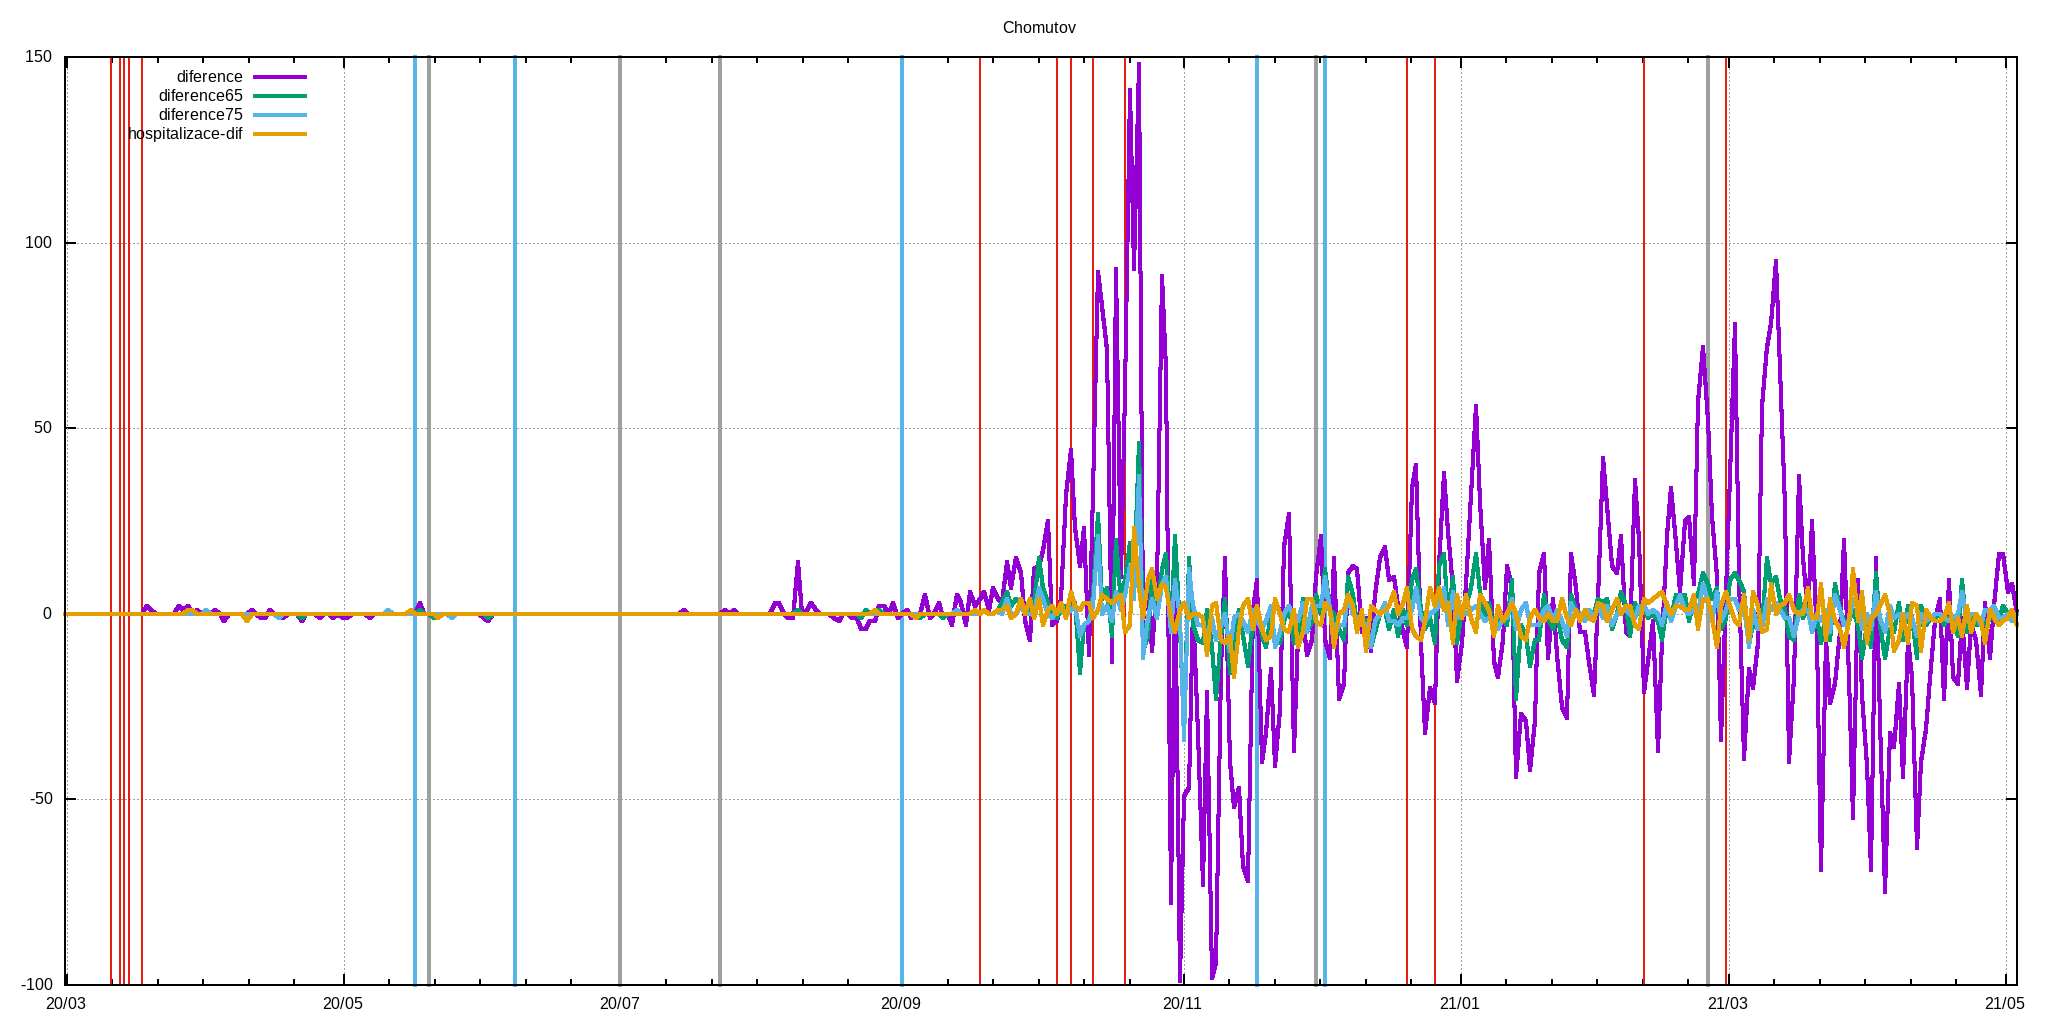 Chomutov
150
diference
diference65
diference75
hospitalizace-dif
100
50
0
-50
-100
20/03 20/05 20/07 20/09 20/11 21/01 21/03 21/05